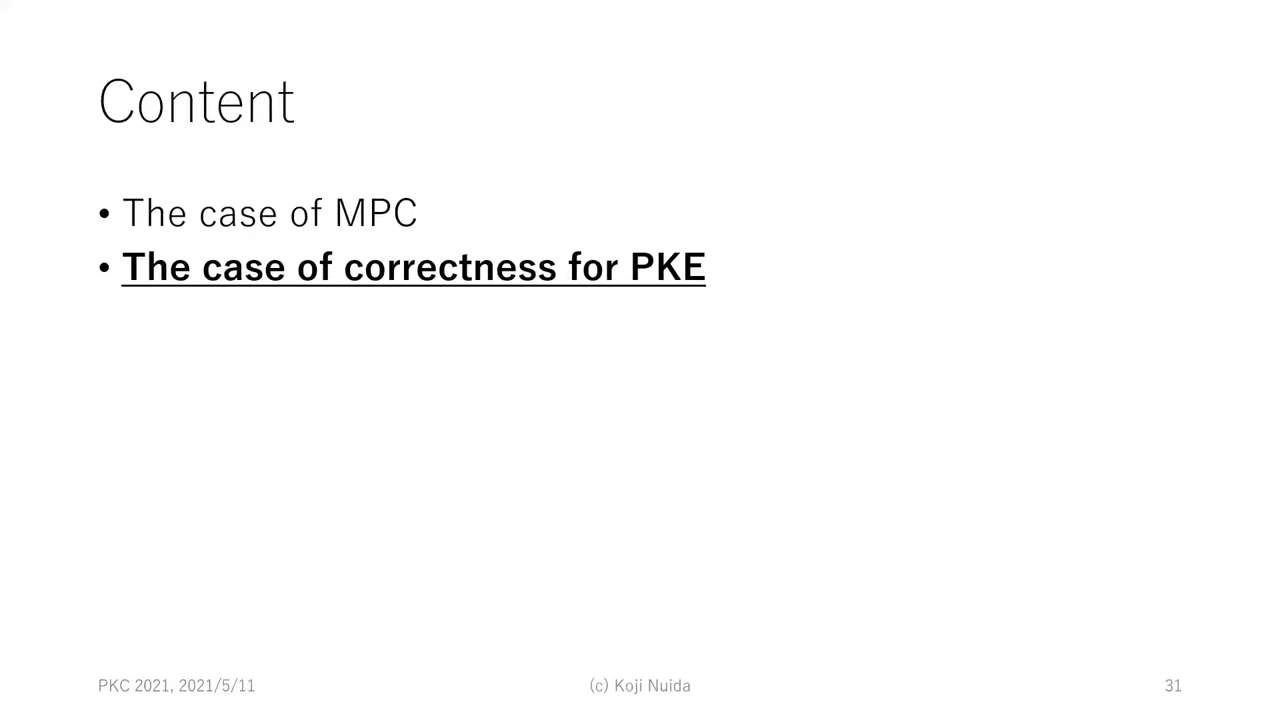 Content
• The case of MPC
• The case of correctness for PKE
PKC 2021, 2021/5/11
(c) Koji Nuida
31